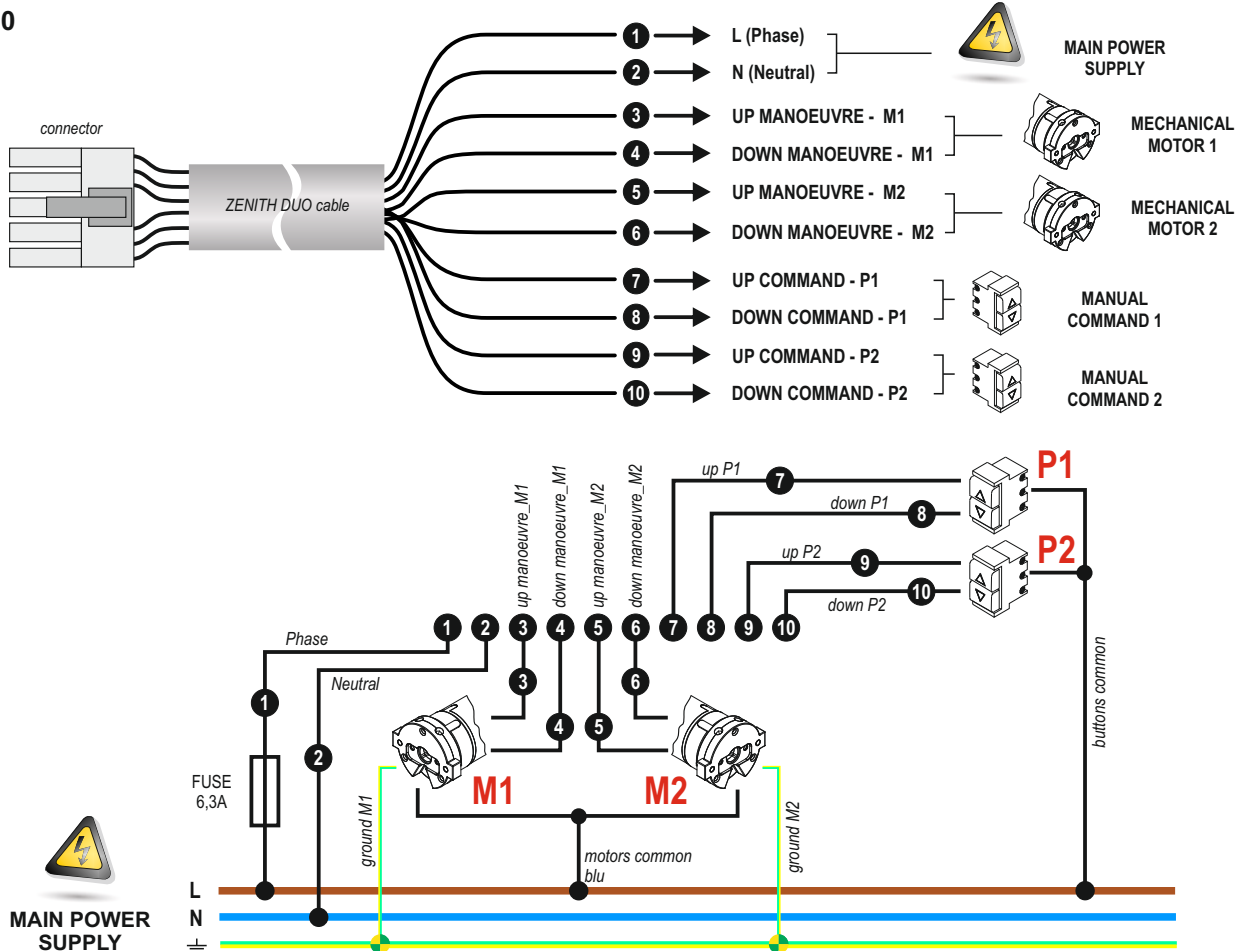 0
connector
ZENITH DUO cable
1 L (Phase)
2 N (Neutral)
MAIN POWER
SUPPLY
3 UP MANOEUVRE - M1
4 DOWN MANOEUVRE - M1
MECHANICAL
MOTOR 1
5 UP MANOEUVRE - M2
6 DOWN MANOEUVRE - M2
MECHANICAL
MOTOR 2
7 UP COMMAND - P1
8 DOWN COMMAND - P1
MANUAL
COMMAND 1
9 UP COMMAND - P2
10 DOWN COMMAND - P2
MANUAL
COMMAND 2
up manoeuvre_M1
down manoeuvre_M1
up manoeuvre_M2
down manoeuvre_M2
up P1 7
down P1 8
P1
up P2 9
down P2 10
P2
buttons common
1 2 3 4 5 6 7 8 9 10
Phase
Neutral
1
2
3
4
5
6
FUSE
6,3A
M1
M2
ground M1
ground M2
motors common
blu
L
N
MAIN POWER
SUPPLY